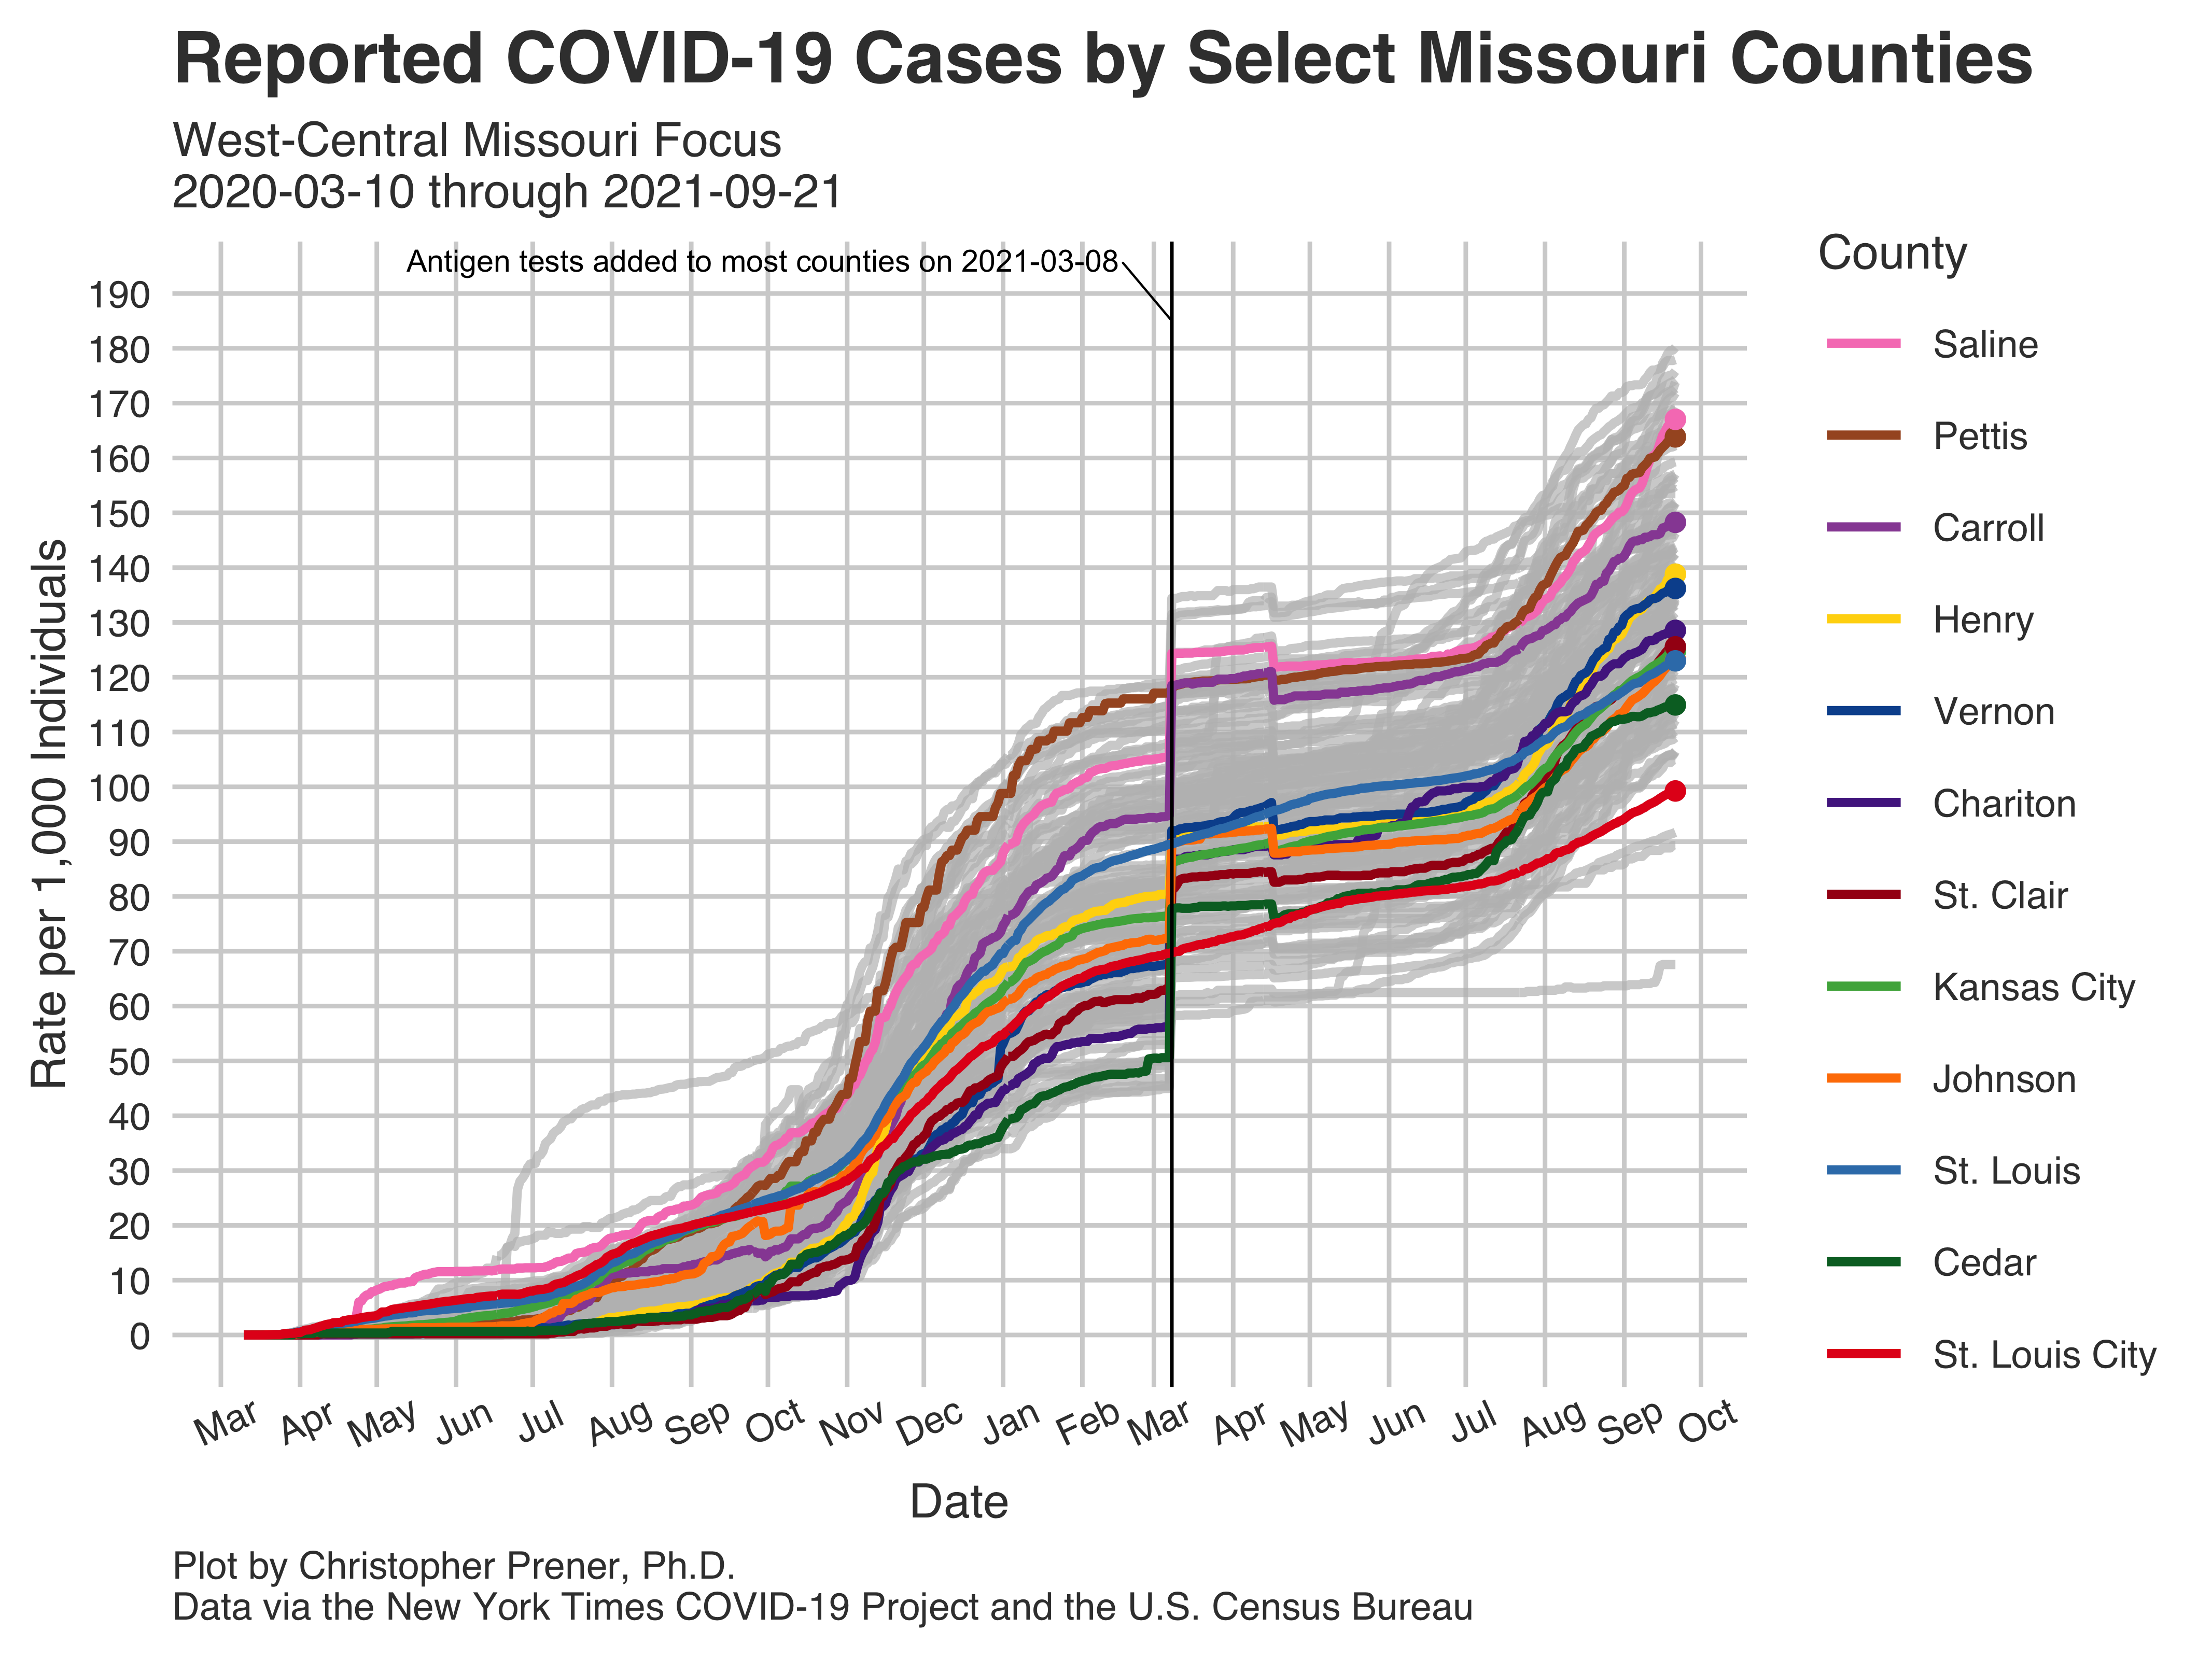 Reported COVID-19 Cases by Select Missouri Counties
West-Central Missouri Focus
2020-03-10 through 2021-09-21
Antigen tests added to most counties on 2021-03-08
Rate per 1,000 Individuals
190
180
170
160
150
140
130
120
110
100
90
80
70
60
50
40
30
20
10
0
Mar Apr May Jun Jul Aug Sep Oct Nov Dec Jan Feb Mar Apr May Jun Jul Aug Sep Oct
Date
County
Saline
Pettis
Carroll
Henry
Vernon
Chariton
St. Clair
Kansas City
Johnson
St. Louis
Cedar
St. Louis City
Plot by Christopher Prener, Ph.D.
Data via the New York Times COVID-19 Project and the U.S. Census Bureau